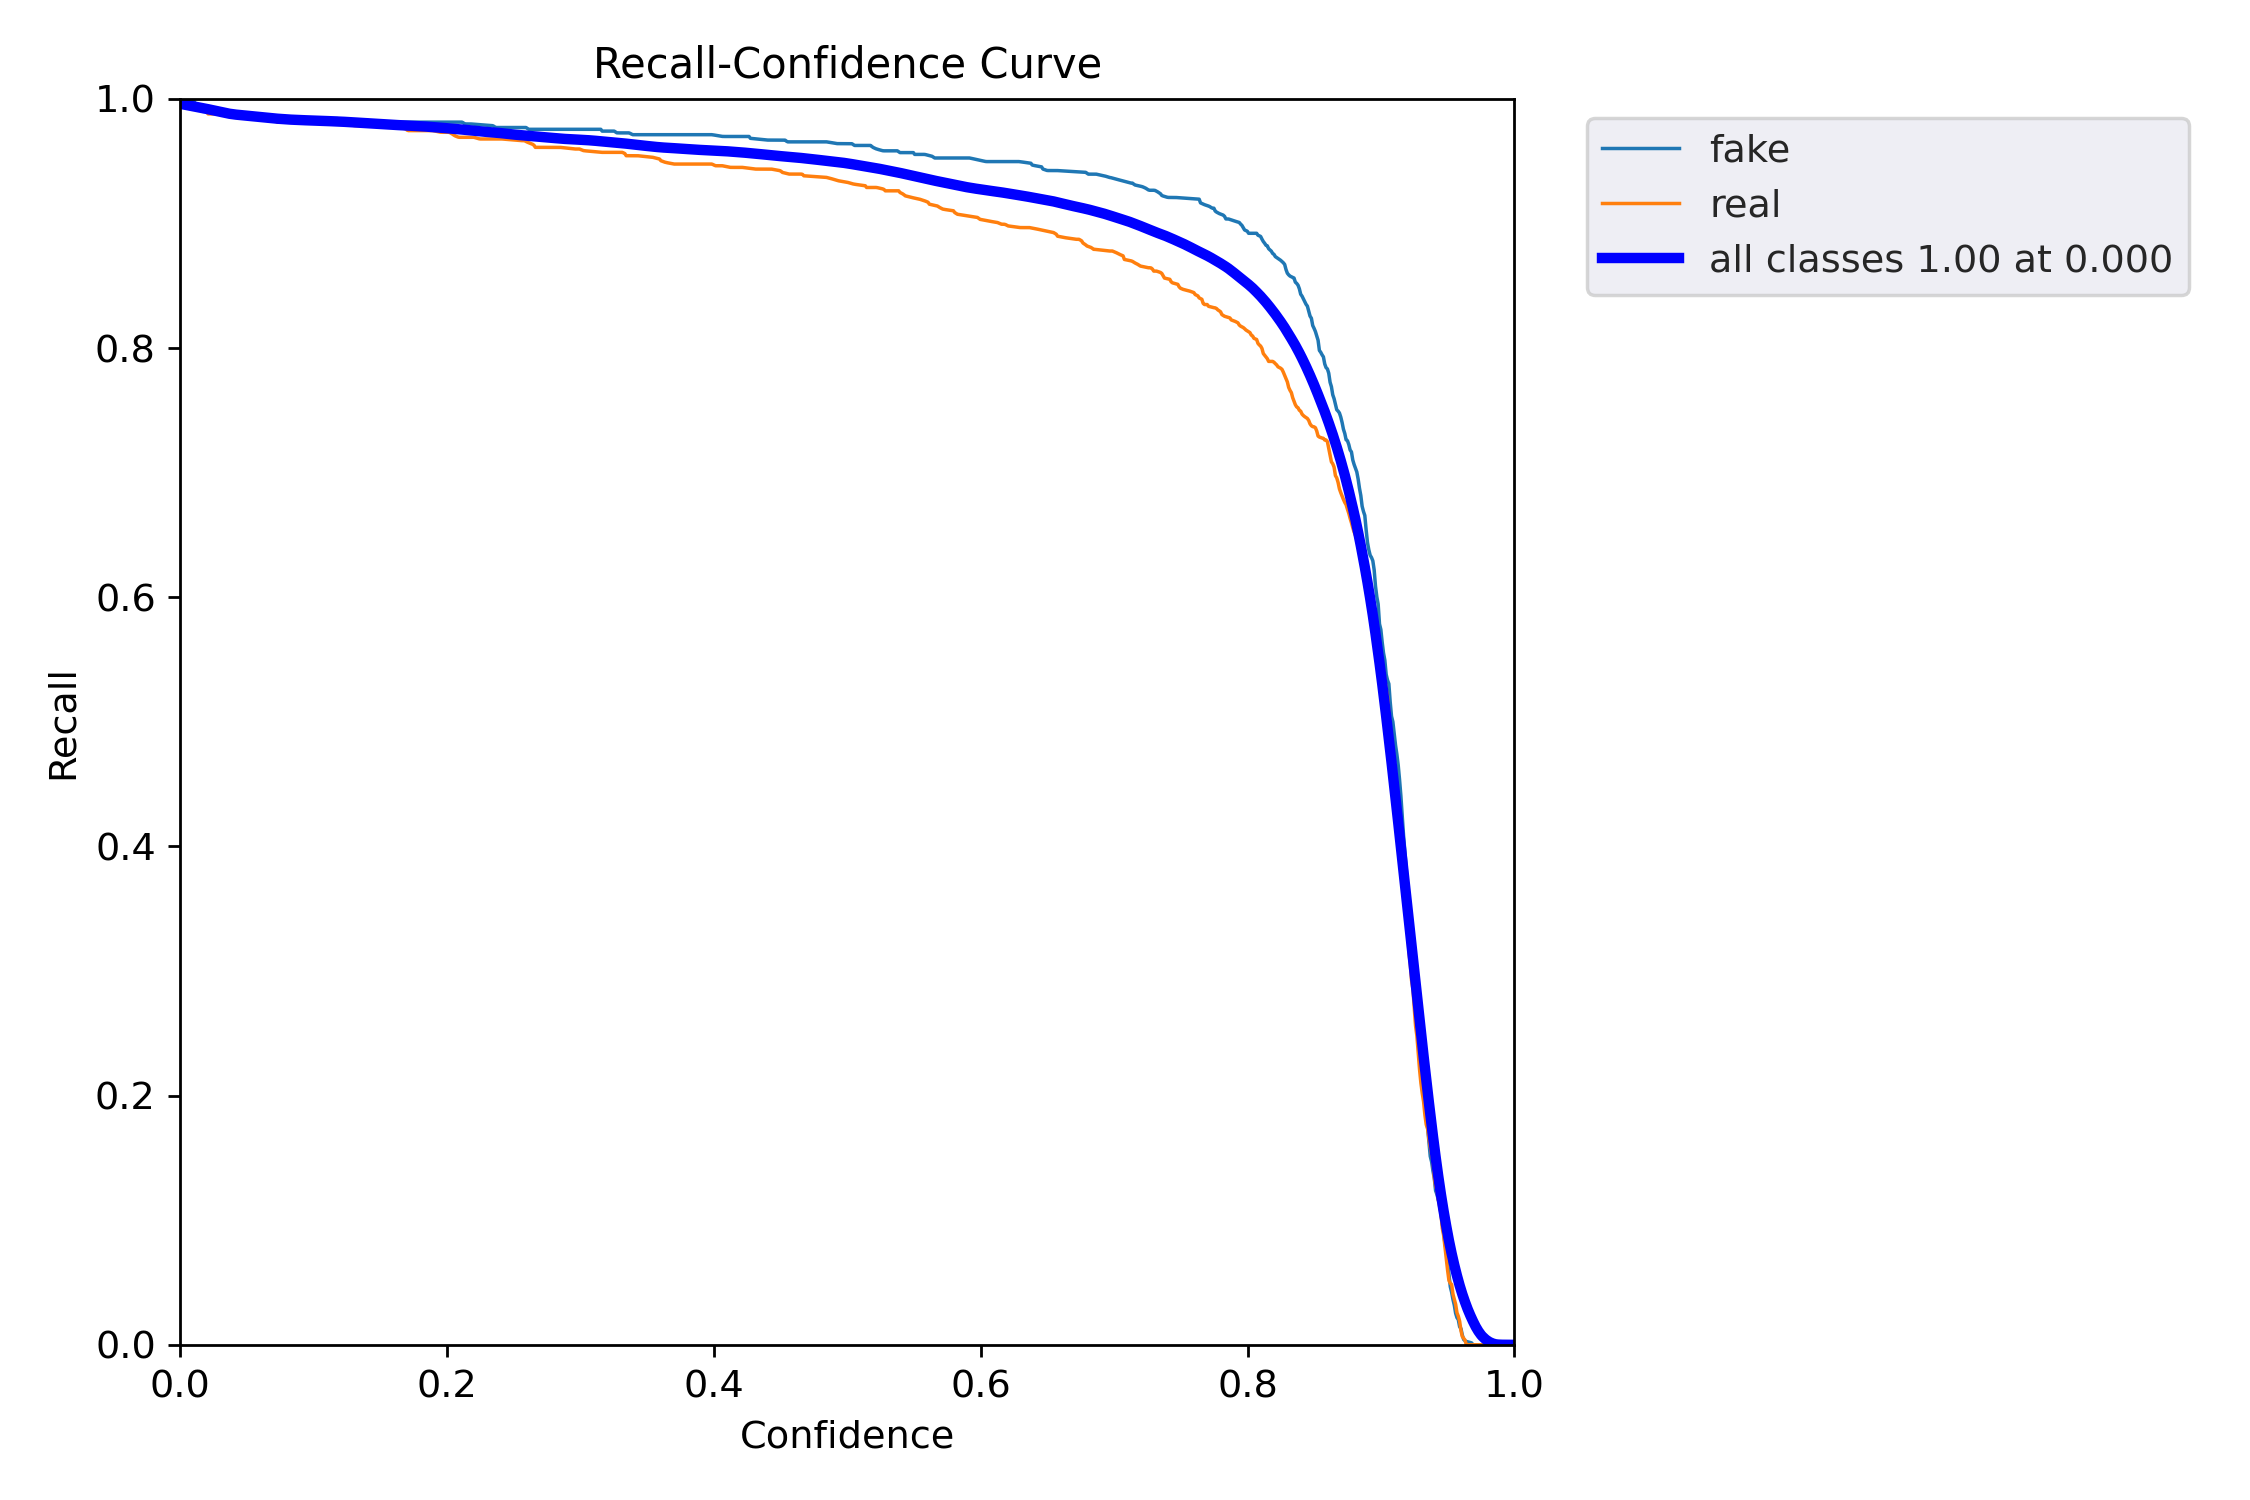 Recall-Confidence Curve
1.0
0.8
0.6
0.4
0.2
0.0
Recall
0.0 0.2 0.4 0.6 0.8 1.0
Confidence
fake
real
all classes 1.00 at 0.000